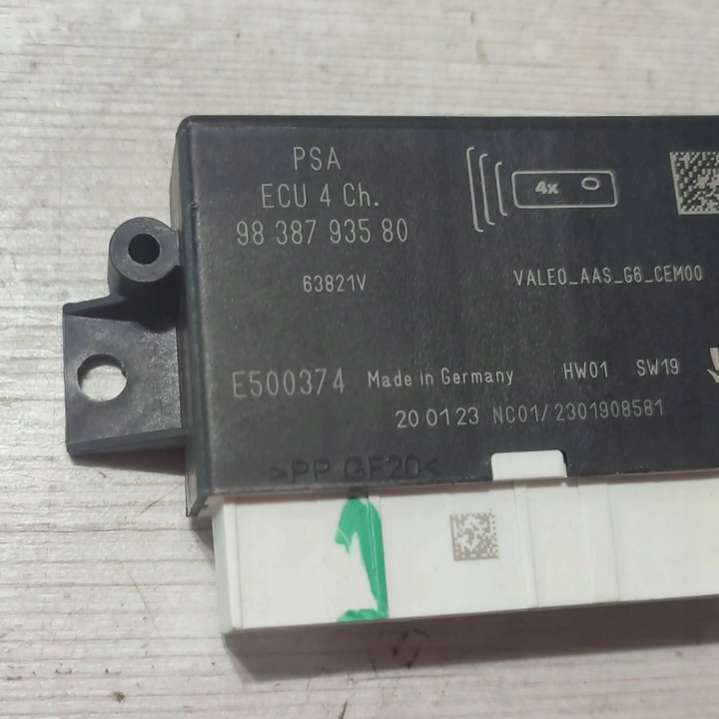 PSA
ECU 4 Ch.
98 387 935 80
4x
63821V
VALEO_AAS_G6_CEM00
E500374 Made in Germany HW01 SW19
20 01 23 NC01/2301908581
>PP GF20<
1